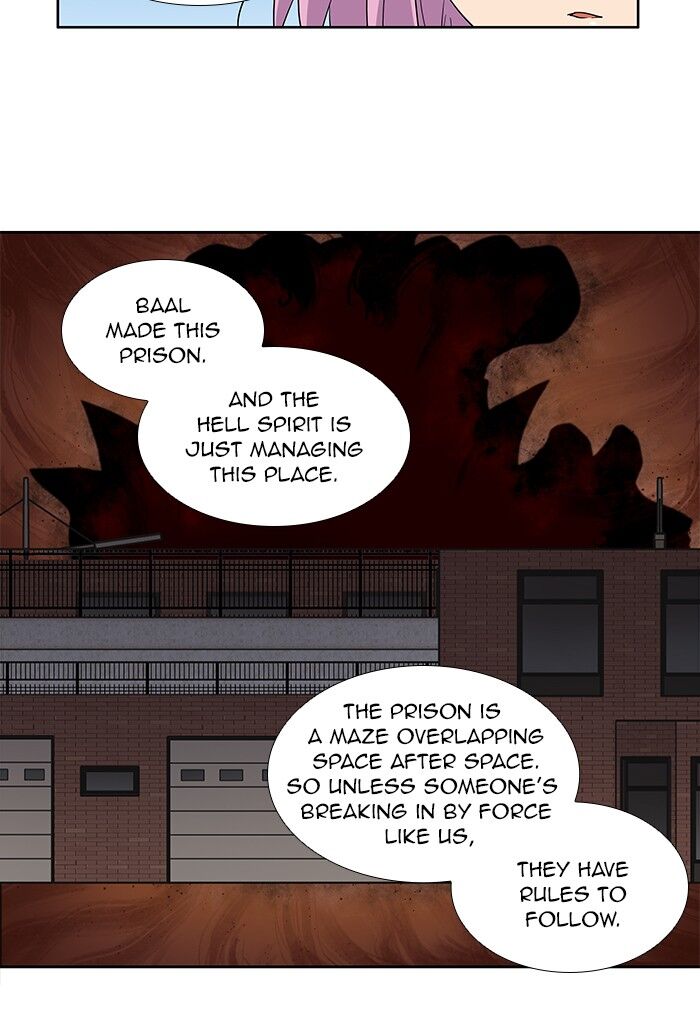 BAAL
MADE THIS
PRISON.
AND THE
HELL SPIRIT IS
JUST MANAGING
THIS PLACE.
THE PRISON IS
A MAZE OVERLAPPING
SPACE AFTER SPACE.
SO UNLESS SOMEONE'S
BREAKING IN BY FORCE
LIKE US,
THEY HAVE
RULES TO
FOLLOW.